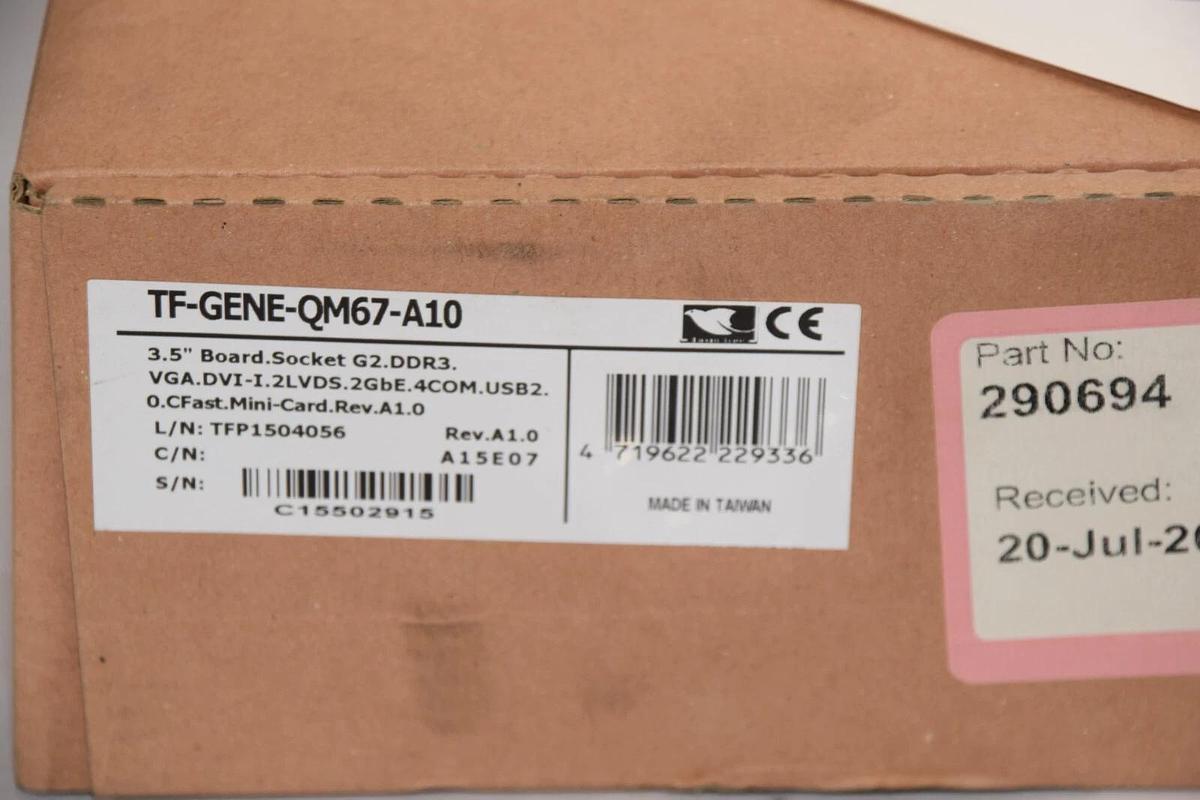 TF-GENE-QM67-A10
CE
3.5" Board.Socket G2.DDR3.
VGA.DVI-I.2LVDS.2GbE.4COM.USB2.
0.CFast.Mini-Card.Rev.A1.0
L/N: TFP1504056 Rev.A1.0
C/N: A15E07
S/N:
C15502915
4 719622 229336
MADE IN TAIWAN
Part No:
290694
Received:
20-Jul-20